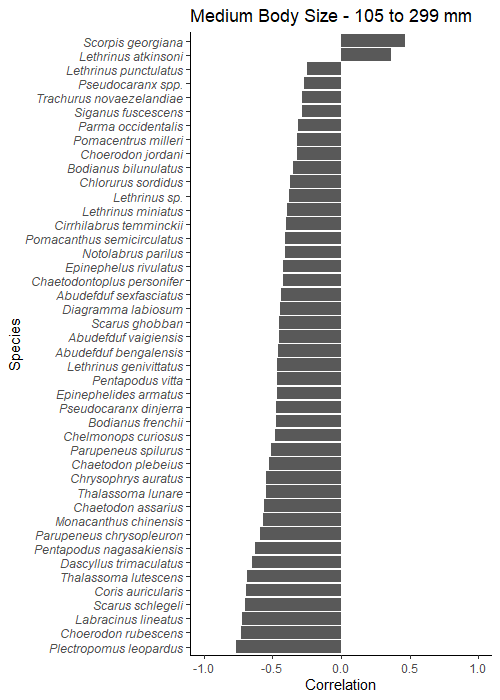 Medium Body Size - 105 to 299 mm
Scorpis georgiana
Lethrinus atkinsoni
Lethrinus punctulatus
Pseudocaranx spp.
Trachurus novaezelandiae
Siganus fuscescens
Parma occidentalis
Pomacentrus milleri
Choerodon jordani
Bodianus bilunulatus
Chlorurus sordidus
Lethrinus sp.
Lethrinus miniatus
Cirrhilabrus temminckii
Pomacanthus semicirculatus
Notolabrus parilus
Epinephelus rivulatus
Chaetodontoplus personifer
Abudefduf sexfasciatus
Diagramma labiosum
Scarus ghobban
Abudefduf vaigiensis
Abudefduf bengalensis
Lethrinus genivittatus
Pentapodus vitta
Epinephelides armatus
Pseudocaranx dinjerra
Bodianus frenchii
Chelmonops curiosus
Parupeneus spilurus
Chaetodon plebeius
Chrysophrys auratus
Thalassoma lunare
Chaetodon assarius
Monacanthus chinensis
Parupeneus chrysopleuron
Pentapodus nagasakiensis
Dascyllus trimaculatus
Thalassoma lutescens
Coris auricularis
Scarus schlegeli
Labracinus lineatus
Choerodon rubescens
Plectropomus leopardus
Species
-1.0 -0.5 0.0 0.5 1.0
Correlation